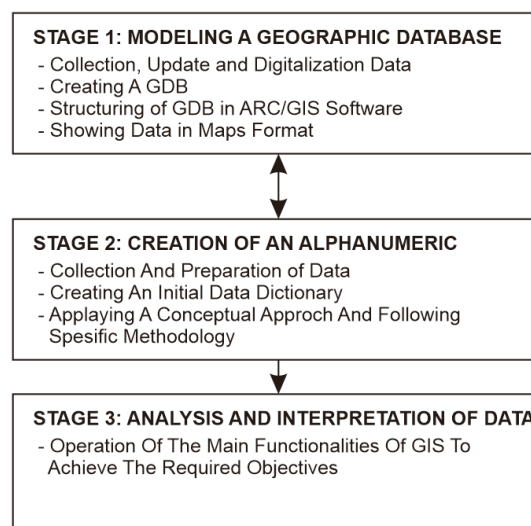 STAGE 1: MODELING A GEOGRAPHIC DATABASE
- Collection, Update and Digitalization Data
- Creating A GDB
- Structuring of GDB in ARC/GIS Software
- Showing Data in Maps Format
STAGE 2: CREATION OF AN ALPHANUMERIC
- Collection And Preparation of Data
- Creating An Initial Data Dictionary
- Applaying A Conceptual Approch And Following
Spesific Methodology
STAGE 3: ANALYSIS AND INTERPRETATION OF DATA
- Operation Of The Main Functionalities Of GIS To
Achieve The Required Objectives